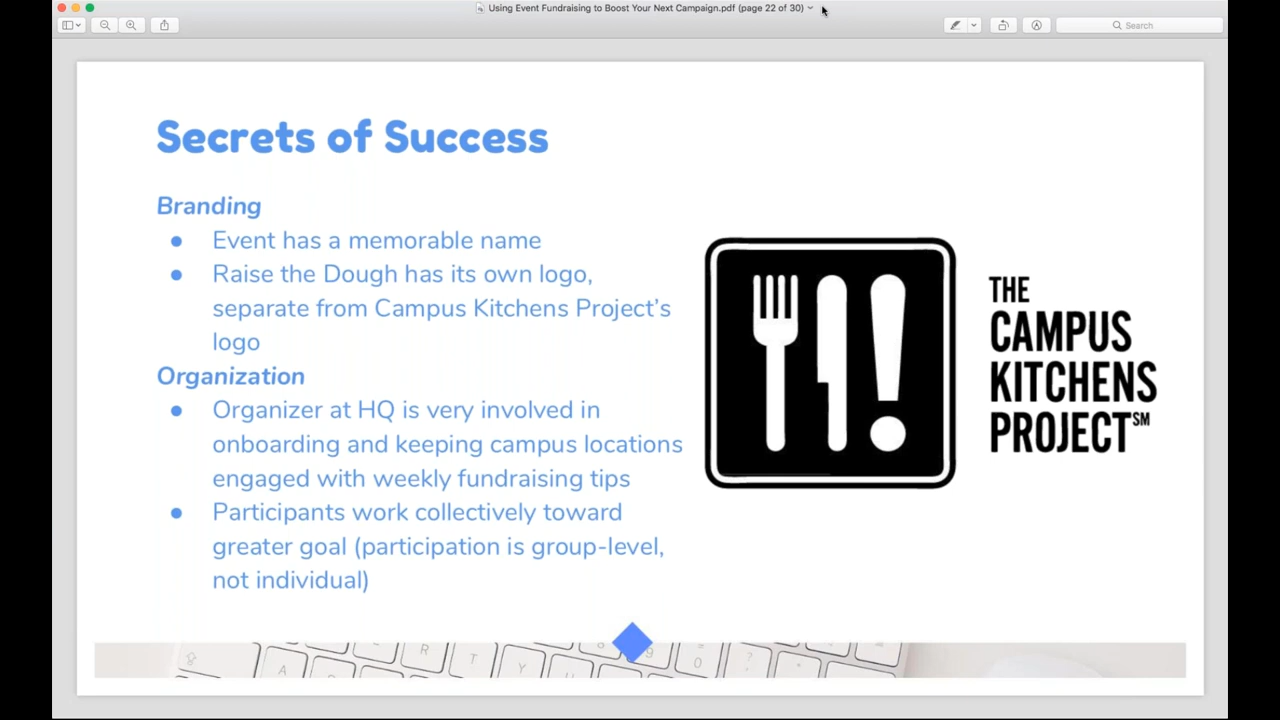 Using Event Fundraising to Boost Your Next Campaign.pdf (page 22 of 30)
Search
Secrets of Success
Branding
● Event has a memorable name
● Raise the Dough has its own logo,
separate from Campus Kitchens Project's
logo
Organization
● Organizer at HQ is very involved in
onboarding and keeping campus locations
engaged with weekly fundraising tips
● Participants work collectively toward
greater goal (participation is group-level,
not individual)
THE
CAMPUS
KITCHENS
PROJECT℠
A
R
T
Y